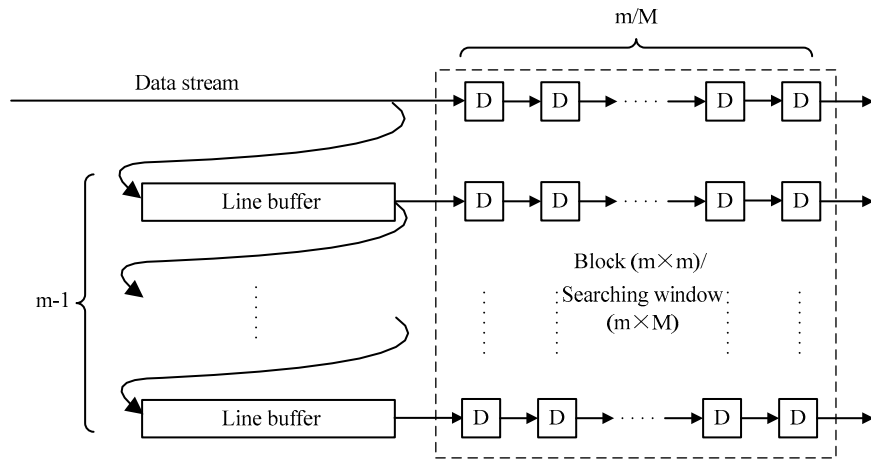 m/M
Data stream
D D ···· D D
Line buffer
D D ···· D D
m-1
Block (m×m)/
Searching window
(m×M)
Line buffer
D D ···· D D